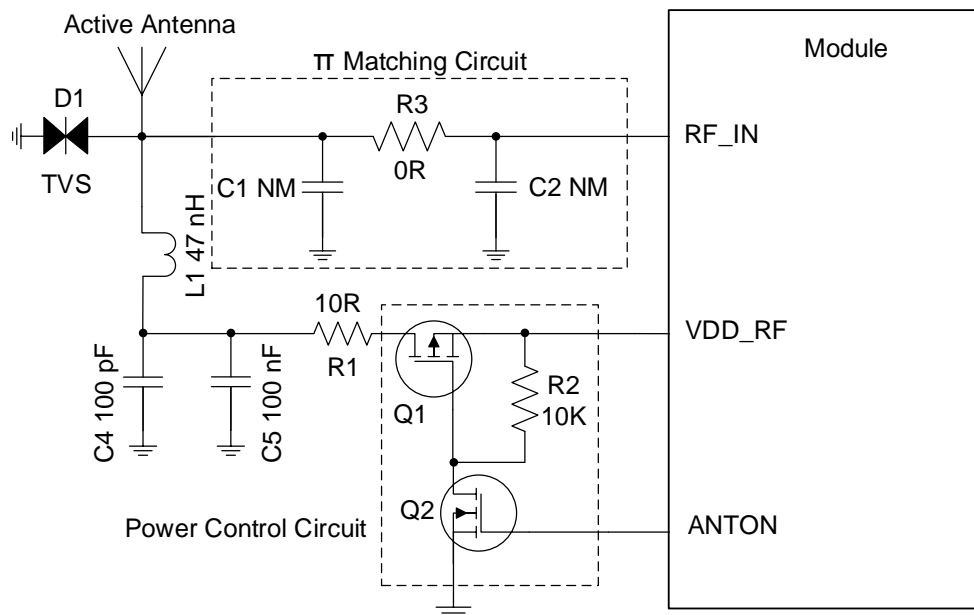 Active Antenna
π Matching Circuit
Module
D1
R3
RF_IN
0R
TVS
C1 NM
C2 NM
L1 47 nH
10R
VDD_RF
R1
R2
10K
Q1
C4 100 pF
C5 100 nF
Q2
Power Control Circuit
ANTON